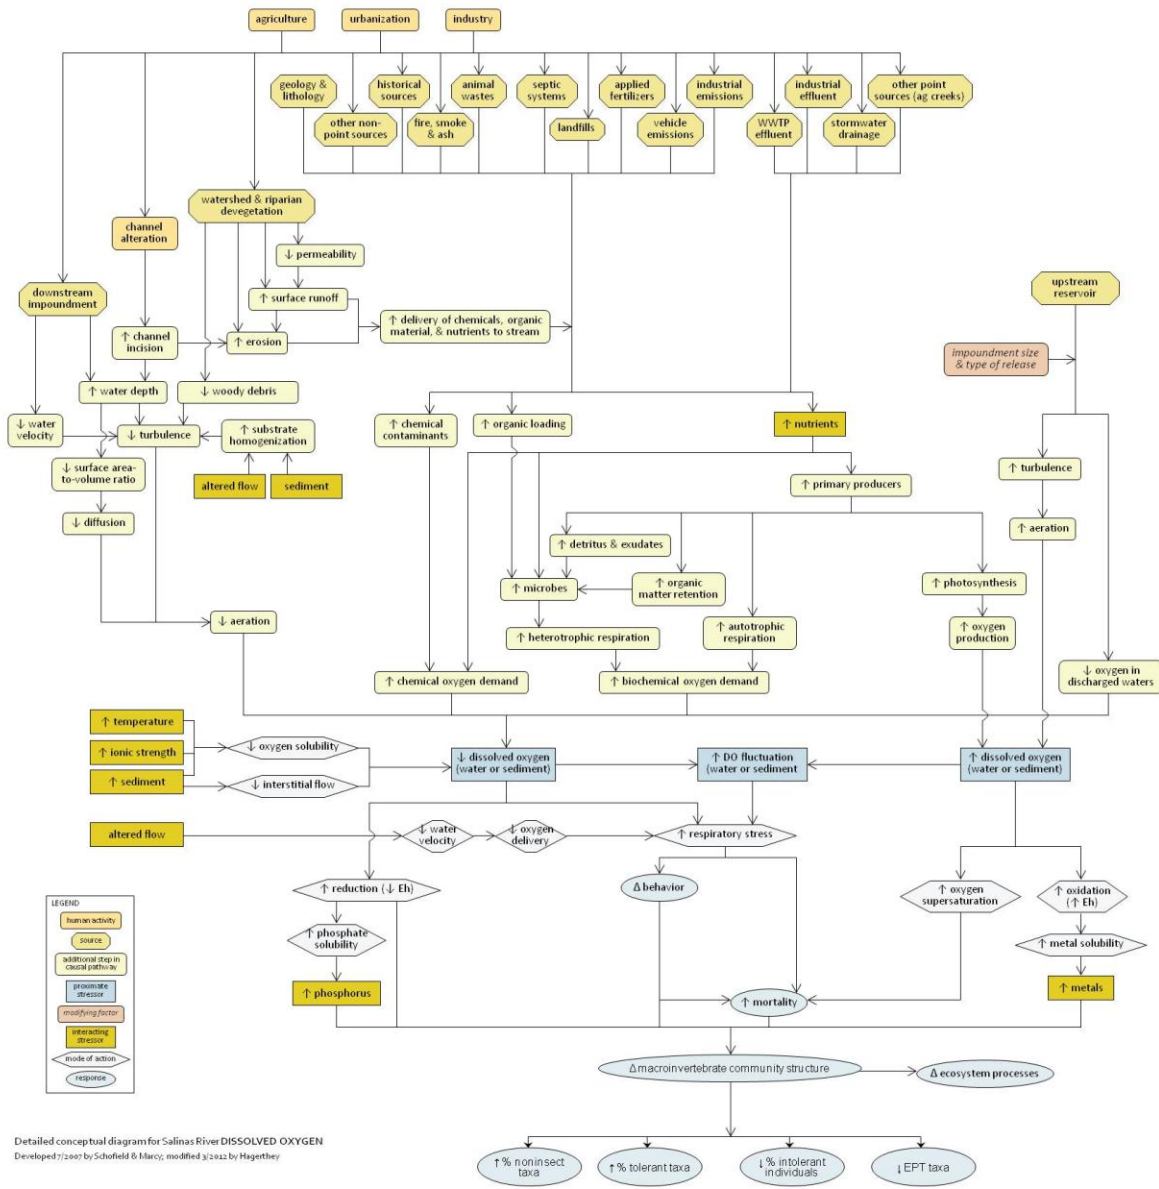 agriculture
urbanization
industry
geology &
lithology
historical
sources
animal
wastes
septic
systems
applied
fertilizers
industrial
emissions
industrial
effluent
other point
sources (ag creeks)
other non-
point sources
fire, smoke
& ash
landfills
vehicle
emissions
WWTP
effluent
stormwater
drainage
watershed & riparian
devegetation
channel
alteration
↓ permeability
downstream
impoundment
↑ surface runoff
upstream
reservoir
↑ delivery of chemicals, organic
material, & nutrients to stream
↑ channel
incision
↑ erosion
impoundment size
& type of release
↑ water depth
↓ woody debris
↓ water
velocity
↓ turbulence
↑ substrate
homogenization
↑ chemical
contaminants
↑ organic loading
↑ nutrients
↓ surface area-
to-volume ratio
altered flow
sediment
↑ primary producers
↑ turbulence
↓ diffusion
↑ aeration
↑ detritus & exudates
↑ microbes
↑ organic
matter retention
↑ photosynthesis
↓ aeration
↑ heterotrophic respiration
↑ autotrophic
respiration
↑ oxygen
production
↑ chemical oxygen demand
↑ biochemical oxygen demand
↓ oxygen in
discharged waters
↑ temperature
↑ ionic strength
↑ sediment
↓ oxygen solubility
↓ interstitial flow
↓ dissolved oxygen
(water or sediment)
↑ DO fluctuation
(water or sediment)
↑ dissolved oxygen
(water or sediment)
altered flow
↓ water
velocity
↓ oxygen
delivery
↑ respiratory stress
↑ reduction (↓ Eh)
Δ behavior
↑ oxygen
supersaturation
↑ oxidation
(↑ Eh)
↑ phosphate
solubility
↑ metal solubility
↑ phosphorus
↑ mortality
↑ metals
LEGEND
human activity
source
additional step in
causal pathway
proximate
stressor
modifying factor
interacting
stressor
mode of action
response
Δ macroinvertebrate community structure
Δ ecosystem processes
↑ % noninsect
taxa
↑ % tolerant taxa
↓ % intolerant
individuals
↓ EPT taxa
Detailed conceptual diagram for Salinas River DISSOLVED OXYGEN
Developed 7/2007 by Schofield & Marcy; modified 3/2012 by Hagerthey